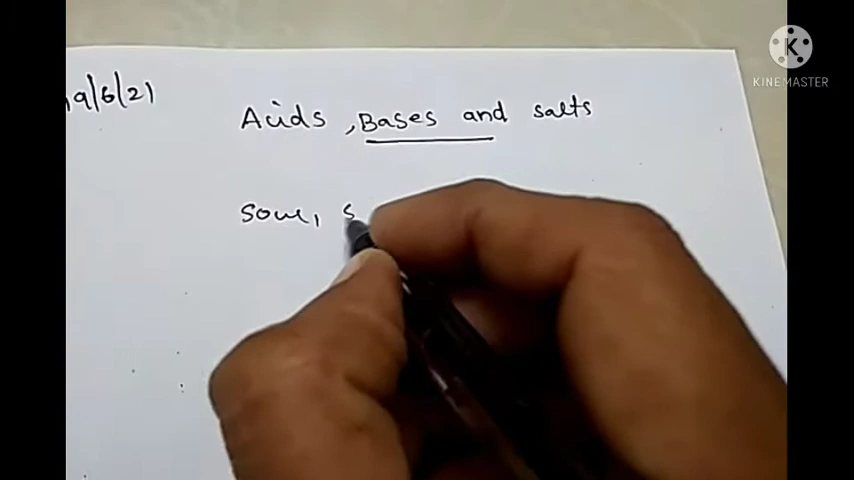 19/6/21
Acids, Bases and salts
sour, s
KINEMASTER